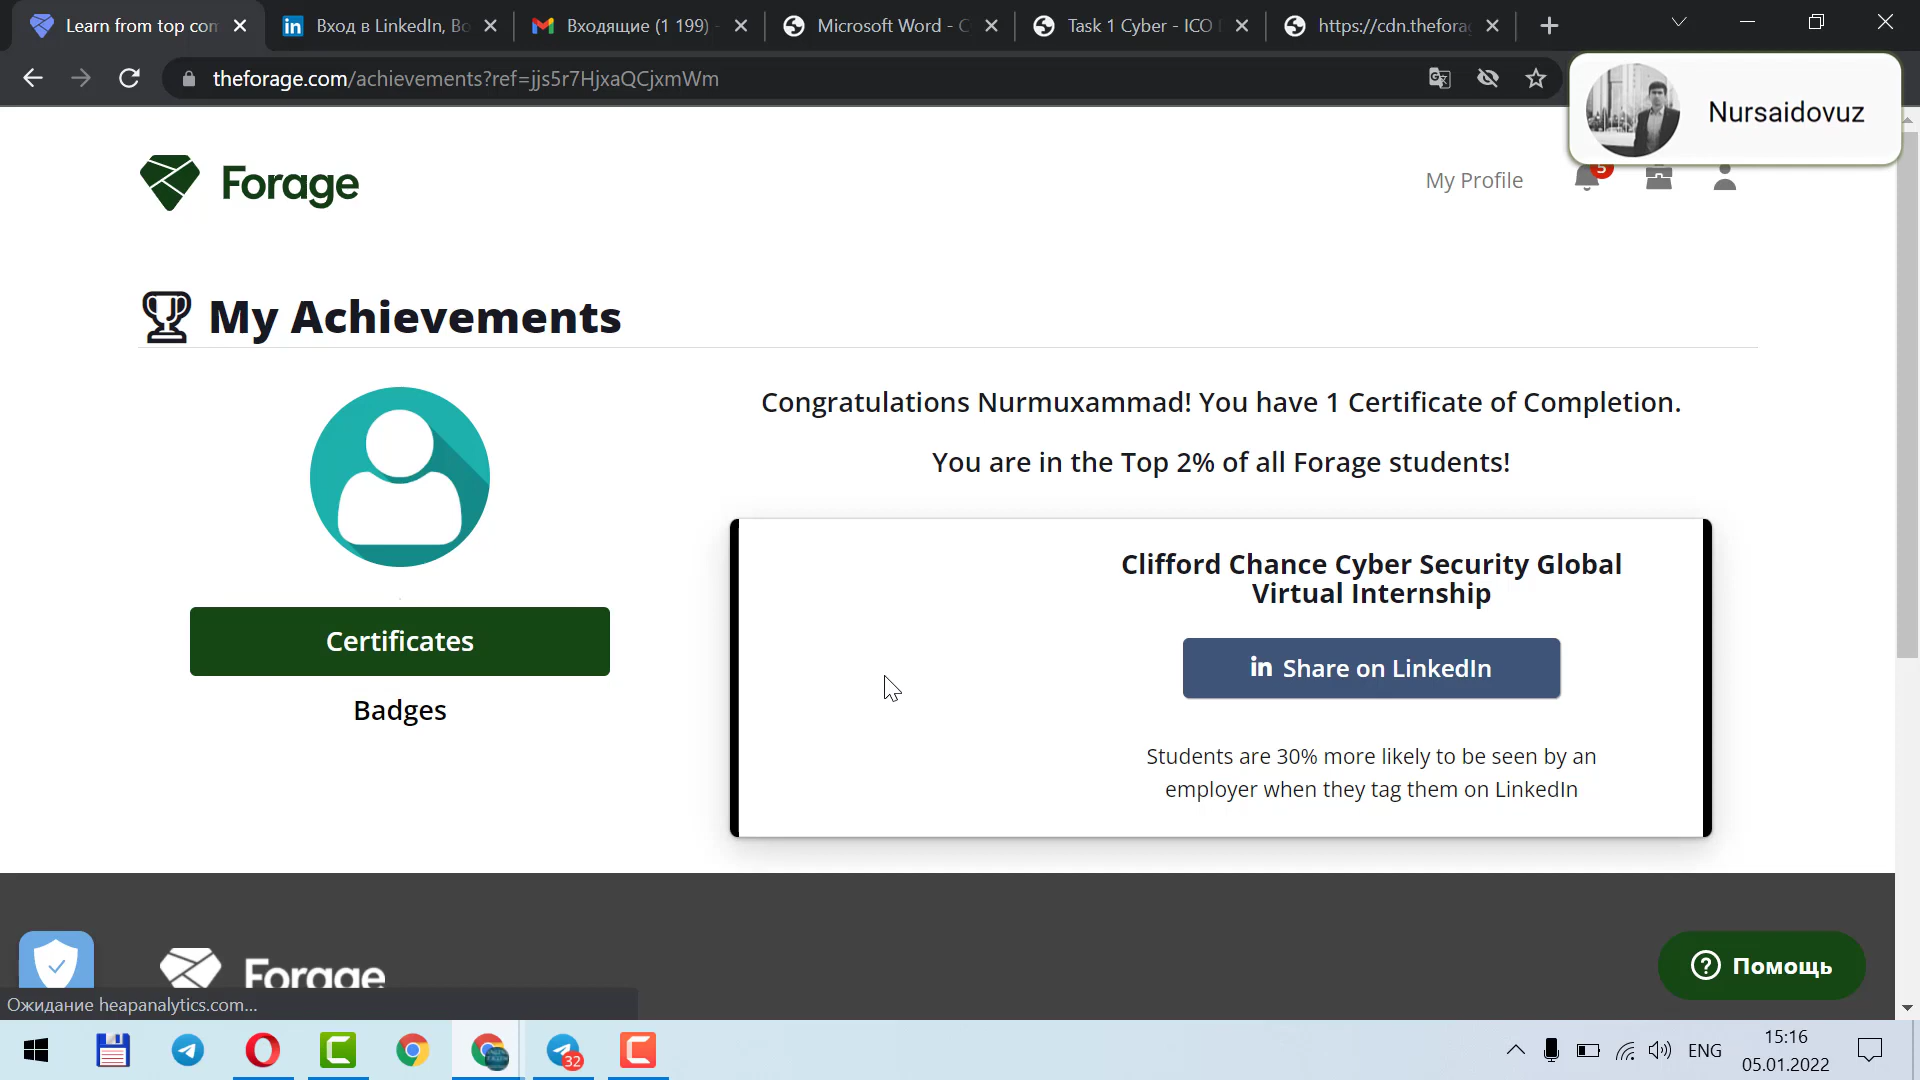 Learn from top con
Вход в LinkedIn, Во
Входящие (1 199) -
Microsoft Word - C
Task 1 Cyber - ICO
https://cdn.theforag
theforage.com/achievements?ref=jjs5r7HjxaQCjxmWm
Nursaidovuz
Forage
My Profile
5
My Achievements
Congratulations Nurmuxammad! You have 1 Certificate of Completion.
You are in the Top 2% of all Forage students!
Clifford Chance Cyber Security Global
Virtual Internship
in Share on LinkedIn
Certificates
Badges
Students are 30% more likely to be seen by an
employer when they tag them on LinkedIn
Forage
Помощь
Ожидание heapanalytics.com...
32
ENG
15:16
05.01.2022